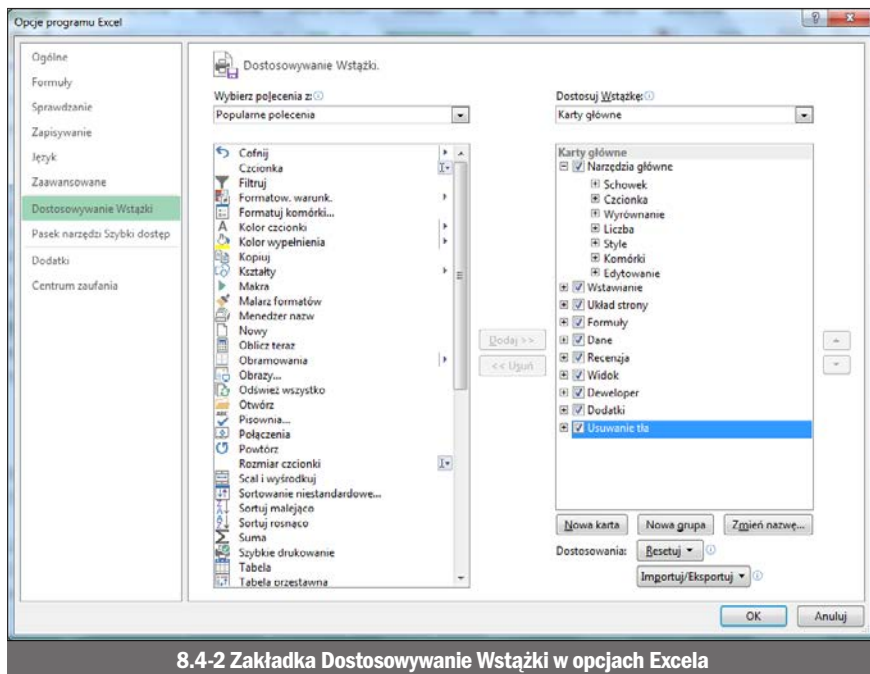 Opcje programu Excel
Ogólne
Formuły
Sprawdzanie
Zapisywanie
Język
Zaawansowane
Dostosowywanie Wstążki
Pasek narzędzi Szybki dostęp
Dodatki
Centrum zaufania
Dostosowywanie Wstążki.
Wybierz polecenia z:
Popularne polecenia
Cofnij
Czcionka
Filtruj
Formatow. warunk.
Formatuj komórki...
Kolor czcionki
Kolor wypełnienia
Kopiuj
Kształty
Makra
Malarz formatów
Menedżer nazw
Nowy
Oblicz teraz
Obramowania
Obrazy...
Odśwież wszystko
Otwórz
Pisownia...
Połączenia
Powtórz
Rozmiar czcionki
Scal i wyśrodkuj
Sortowanie niestandardowe...
Sortuj malejąco
Sortuj rosnąco
Suma
Szybkie drukowanie
Tabela
Tabela przestawna
Dodaj >>
<< Usuń
Dostosuj Wstążkę:
Karty główne
Karty główne
Narzędzia główne
Schowek
Czcionka
Wyrównanie
Liczba
Style
Komórki
Edytowanie
Wstawianie
Układ strony
Formuły
Dane
Recenzja
Widok
Deweloper
Dodatki
Usuwanie tła
Nowa karta
Nowa grupa
Zmień nazwę...
Dostosowania:
Resetuj
Importuj/Eksportuj
OK
Anuluj
8.4-2 Zakładka Dostosowywanie Wstążki w opcjach Excela